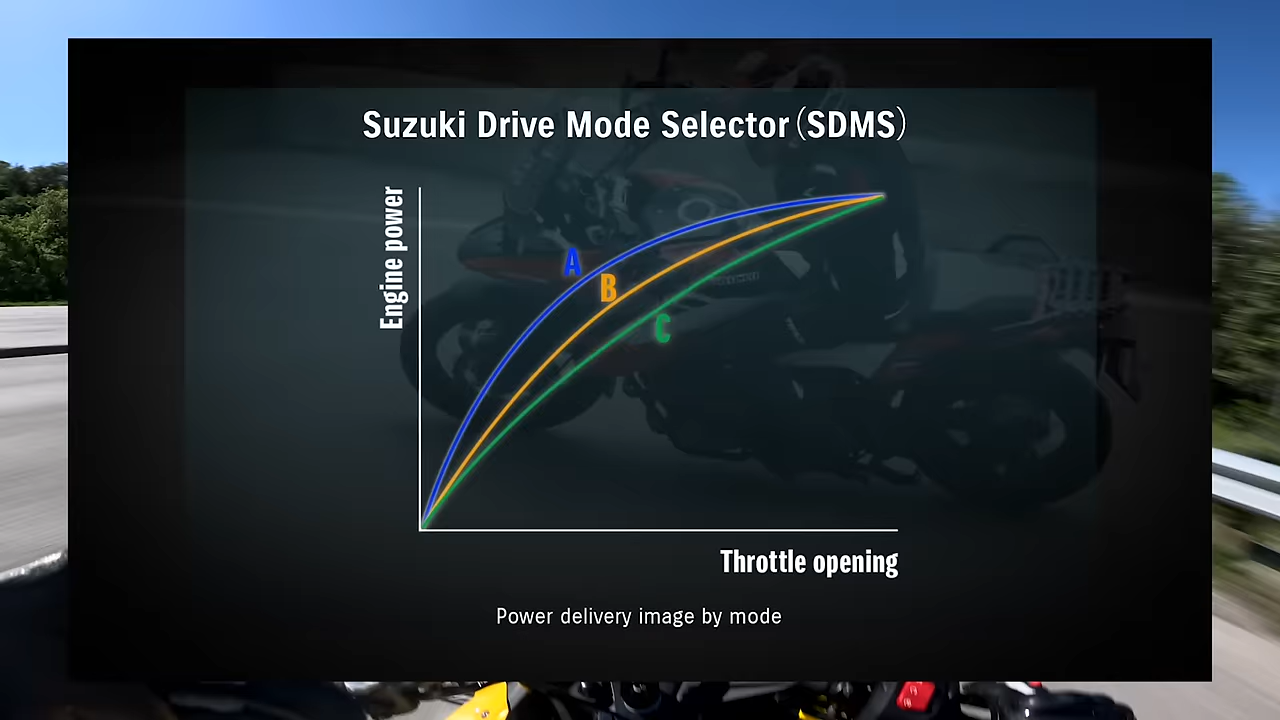 Suzuki Drive Mode Selector(SDMS)
Engine power
A
B
C
Throttle opening
Power delivery image by mode